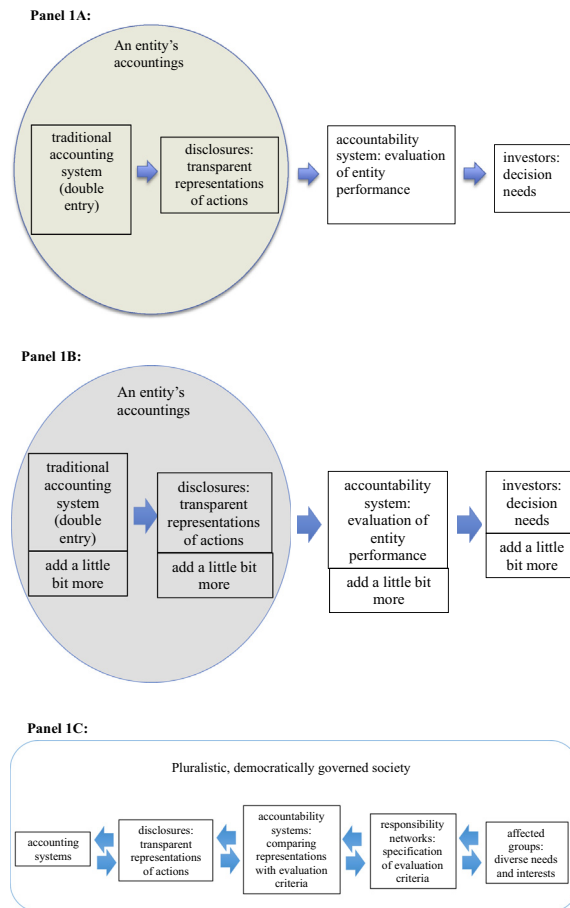 Panel 1A:
An entity’s
accountings
traditional
accounting
system
(double
entry)
disclosures:
transparent
representations
of actions
accountability
system: evaluation
of entity
performance
investors:
decision
needs
Panel 1B:
An entity’s
accountings
traditional
accounting
system
(double
entry)
add a little
bit more
disclosures:
transparent
representations
of actions
add a little
bit more
accountability
system:
evaluation of
entity
performance
add a little bit
more
investors:
decision
needs
add a little
bit more
Panel 1C:
Pluralistic, democratically governed society
accounting
systems
disclosures:
transparent
representations
of actions
accountability
systems:
comparing
representations
with evaluation
criteria
responsibility
networks:
specification
of evaluation
criteria
affected
groups:
diverse needs
and interests